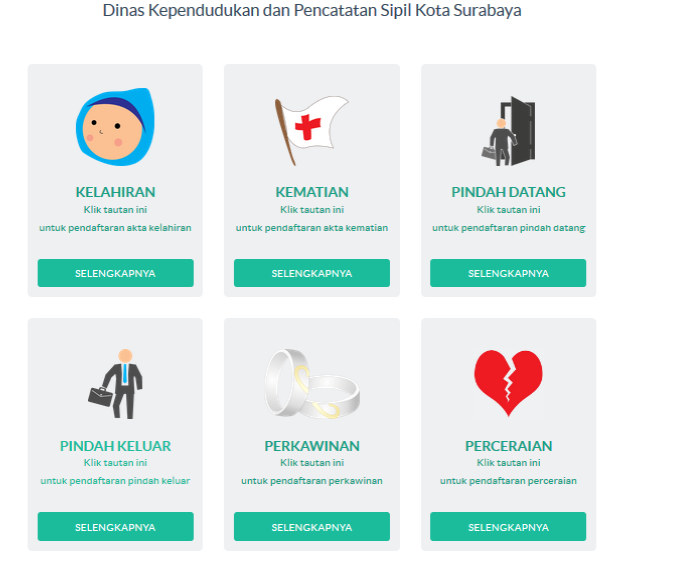 Dinas Kependudukan dan Pencatatan Sipil Kota Surabaya
KELAHIRAN
Klik tautan ini
untuk pendaftaran akta kelahiran
SELENGKAPNYA
KEMATIAN
Klik tautan ini
untuk pendaftaran akta kematian
SELENGKAPNYA
PINDAH DATANG
Klik tautan ini
untuk pendaftaran pindah datang
SELENGKAPNYA
PINDAH KELUAR
Klik tautan ini
untuk pendaftaran pindah keluar
SELENGKAPNYA
PERKAWINAN
Klik tautan ini
untuk pendaftaran perkawinan
SELENGKAPNYA
PERCERAIAN
Klik tautan ini
untuk pendaftaran perceraian
SELENGKAPNYA